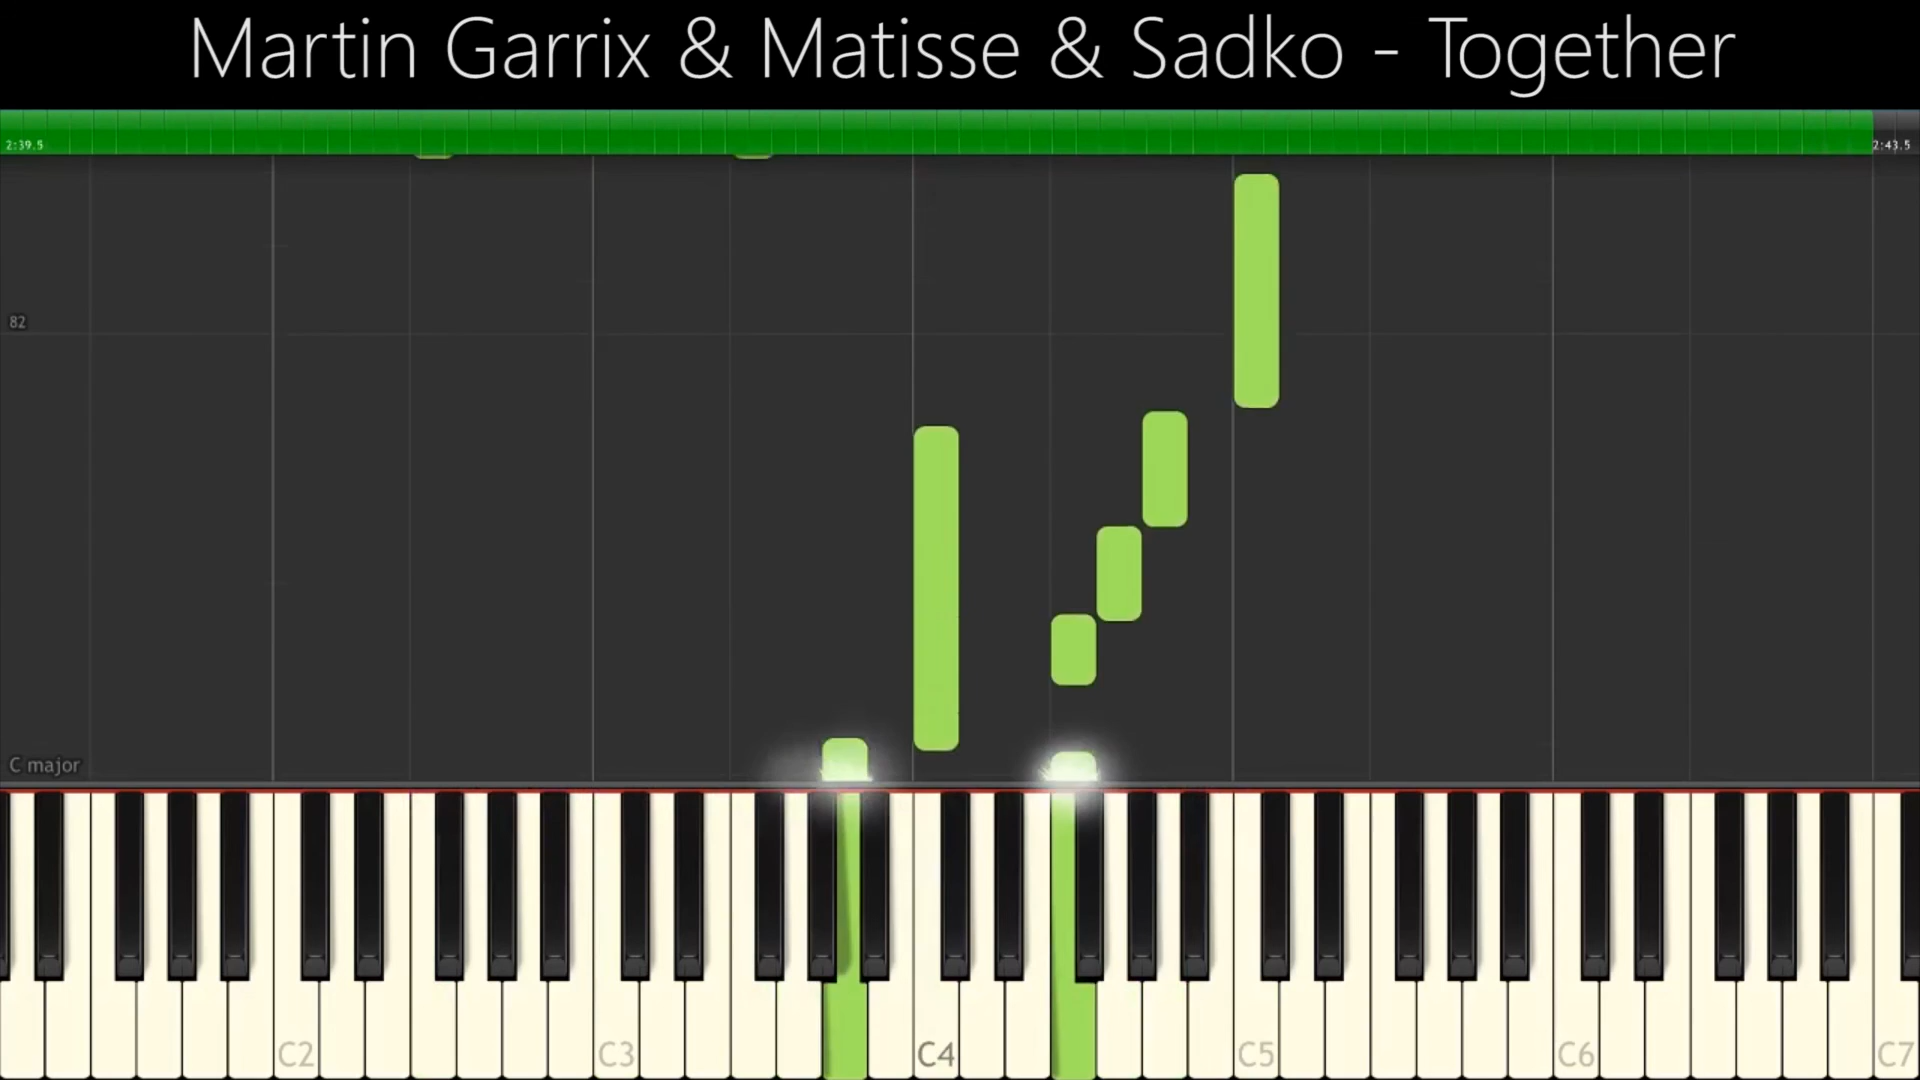 Martin Garrix & Matisse & Sadko - Together
2:39.5
2:43.5
82
C major
C2
C3
C4
C5
C6
C7